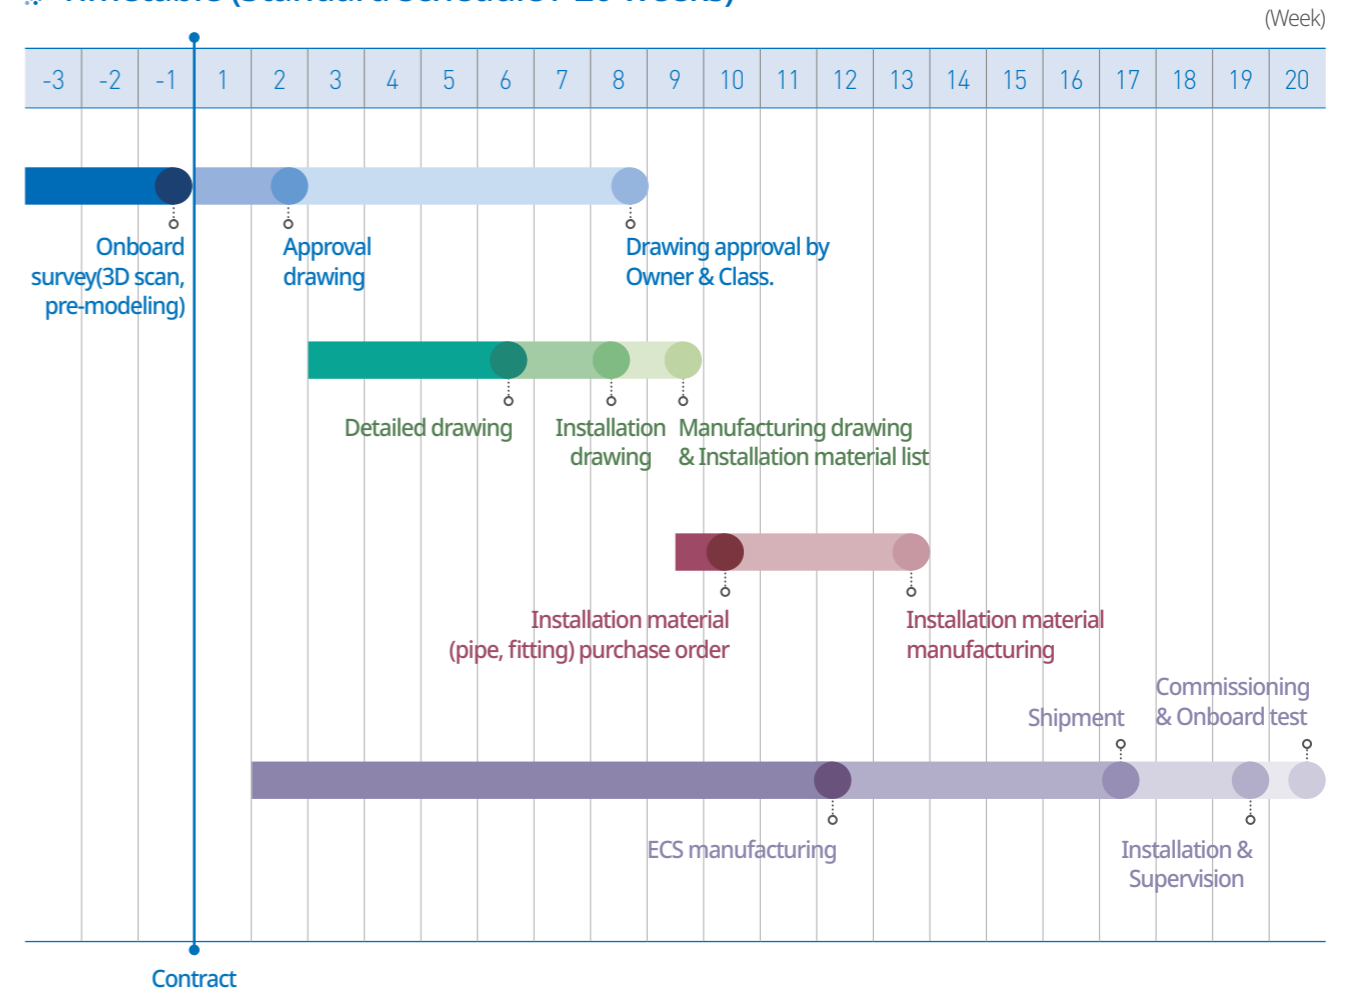 Timetable (Standard
(Week)
-3 -2 -1 1 2 3 4 5 6 7 8 9 10 11 12 13 14 15 16 17 18 19 20
Onboard
survey(3D scan,
pre-modeling)
Approval
drawing
Drawing approval by
Owner & Class.
Detailed drawing
Installation
drawing
Manufacturing drawing
& Installation material list
Installation material
(pipe, fitting) purchase order
Installation material
manufacturing
Shipment
Commissioning
& Onboard test
ECS manufacturing
Installation &
Supervision
Contract